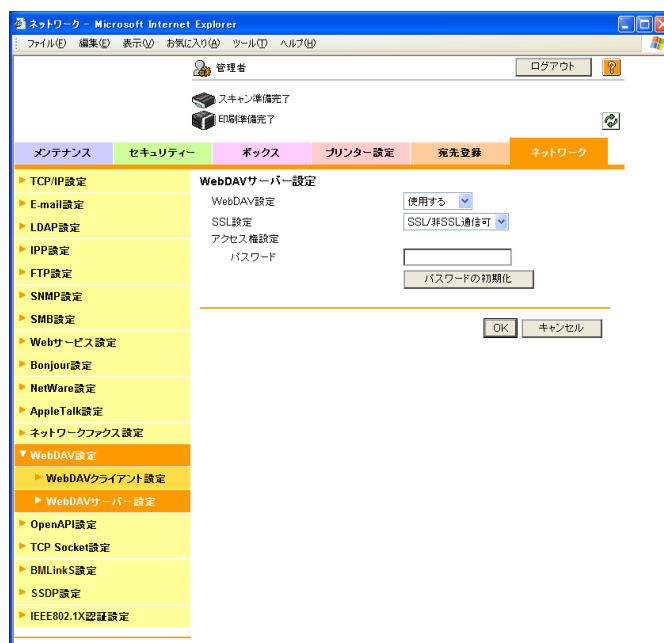 ネットワーク - Microsoft Internet Explorer
ファイル(F) 編集(E) 表示(V) お気に入り(A) ツール(T) ヘルプ(H)
管理者 ログアウト ?
スキャン準備完了
印刷準備完了
メンテナンス セキュリティー ボックス プリンター設定 宛先登録 ネットワーク
TCP/IP設定
E-mail設定
LDAP設定
IPP設定
FTP設定
SNMP設定
SMB設定
Webサービス設定
Bonjour設定
NetWare設定
AppleTalk設定
ネットワークファクス設定
WebDAV設定
WebDAVクライアント設定
WebDAVサーバー設定
OpenAPI設定
TCP Socket設定
BMLinkS設定
SSDP設定
IEEE802.1X認証設定
WebDAVサーバー設定
WebDAV設定 使用する
SSL設定 SSL/非SSL通信可
アクセス権設定
パスワード
パスワードの初期化
OK キャンセル